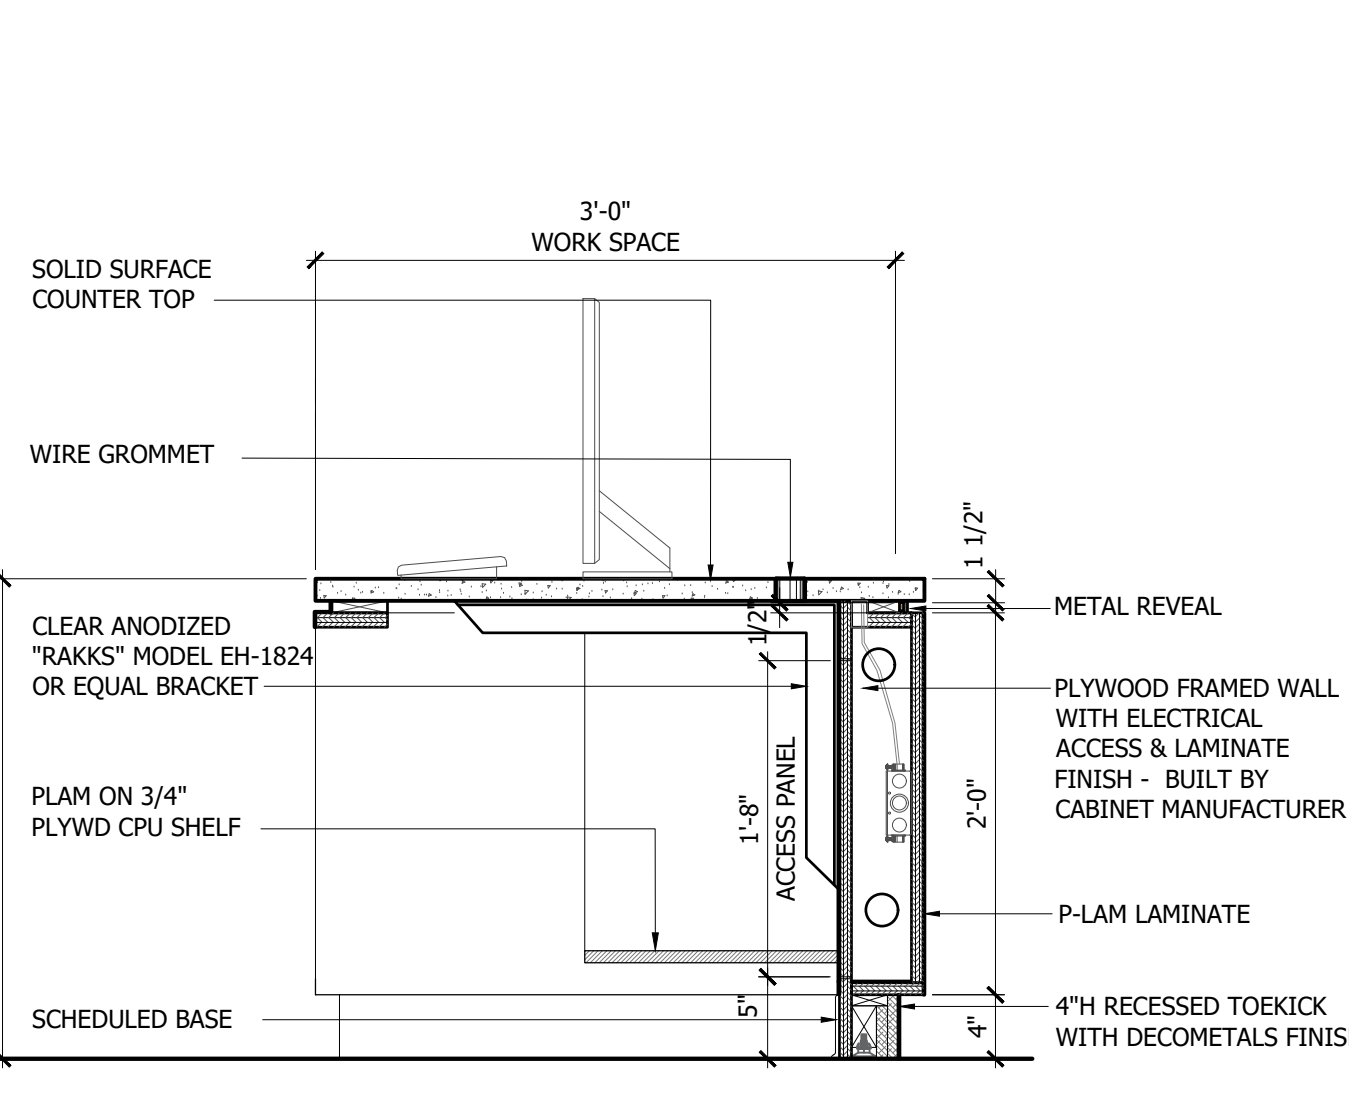 3'-0"
WORK SPACE
SOLID SURFACE
COUNTER TOP
WIRE GROMMET
1 1/2"
METAL REVEAL
1/2"
CLEAR ANODIZED
"RAKKS" MODEL EH-1824
OR EQUAL BRACKET
PLYWOOD FRAMED WALL
WITH ELECTRICAL
ACCESS & LAMINATE
FINISH - BUILT BY
CABINET MANUFACTURER
PLAM ON 3/4"
PLYWD CPU SHELF
1'-8"
ACCESS PANEL
2'-0"
P-LAM LAMINATE
5"
4"
SCHEDULED BASE
4"H RECESSED TOEKICK
WITH DECOMETALS FINIS